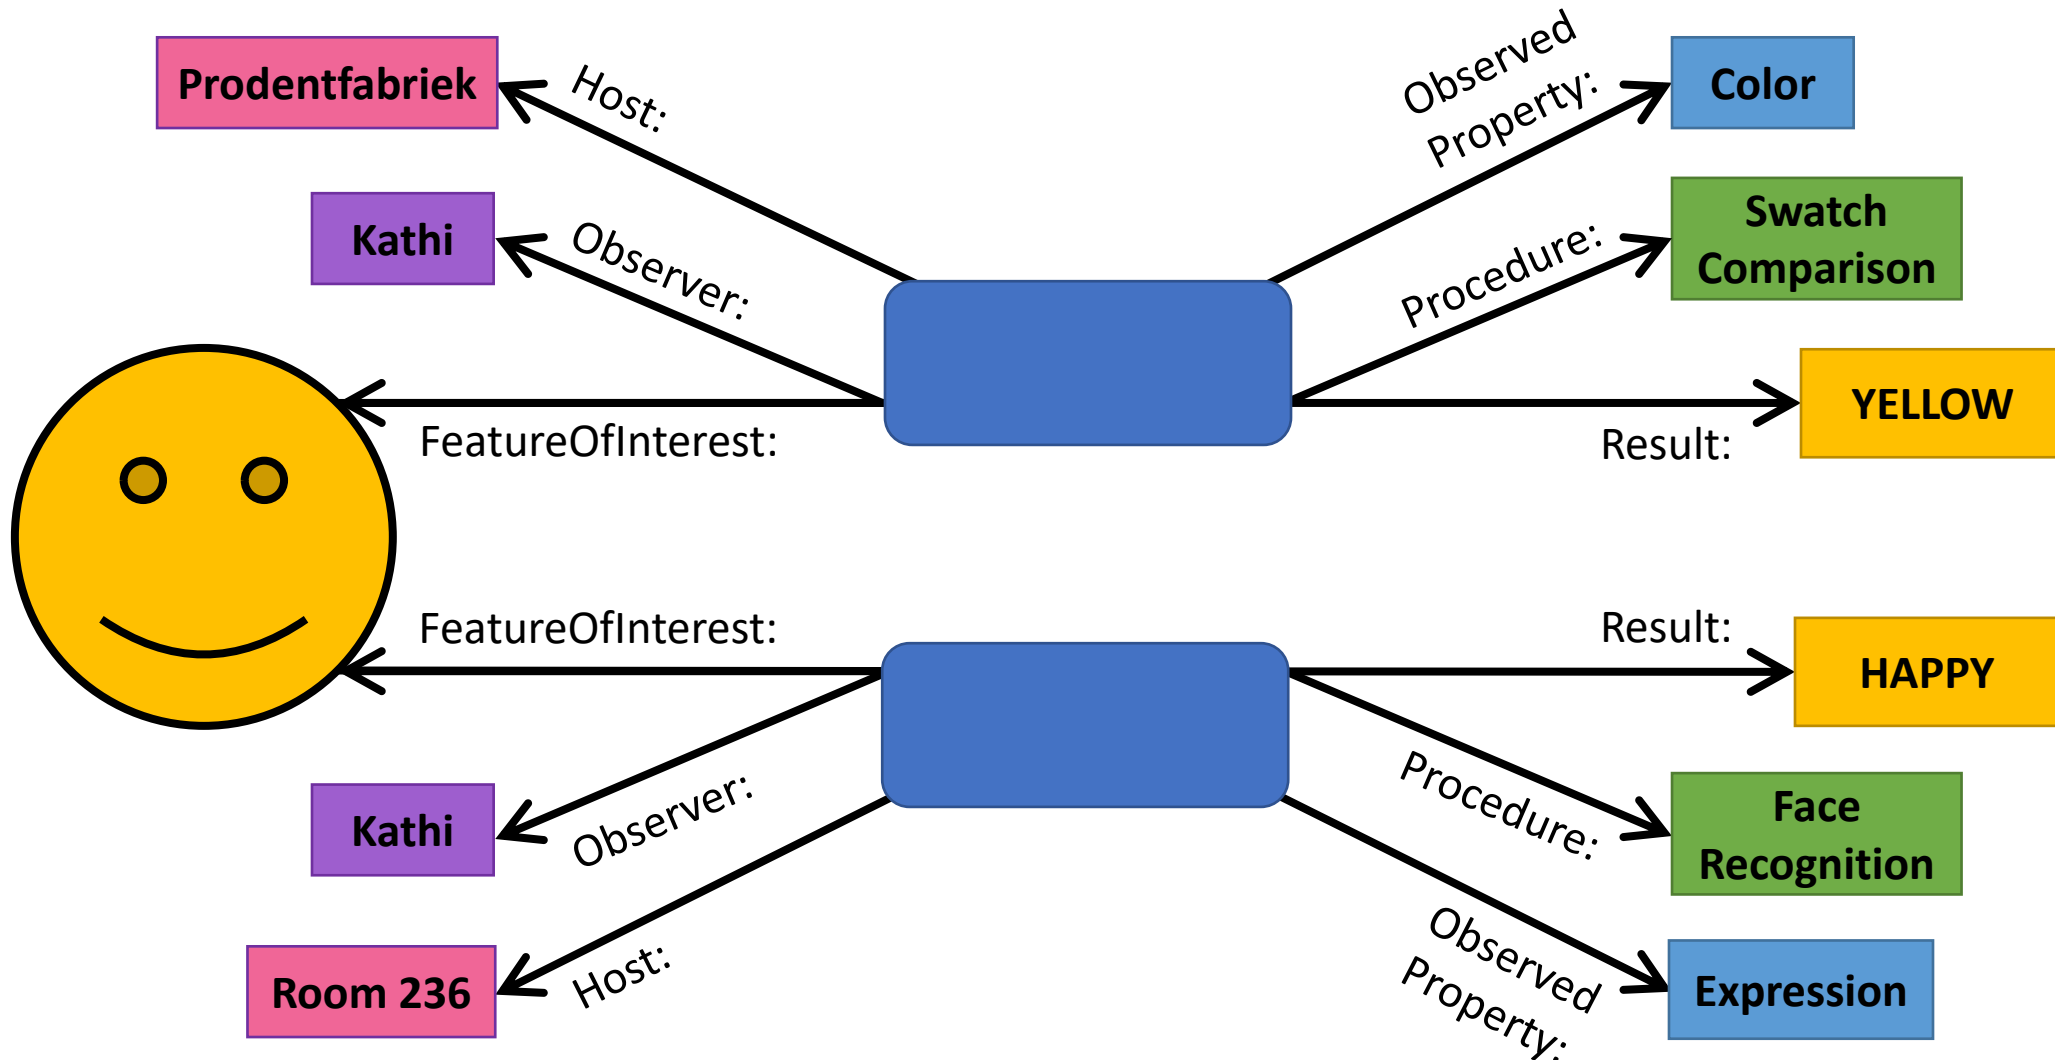 Prodentfabriek
Host:
Observed
Property:
Color
Kathi
Observer:
Procedure:
Swatch
Comparison
FeatureOfInterest:
Result:
YELLOW
FeatureOfInterest:
Result:
HAPPY
Kathi
Observer:
Procedure:
Face
Recognition
Room 236
Host:
Observed
Property:
Expression